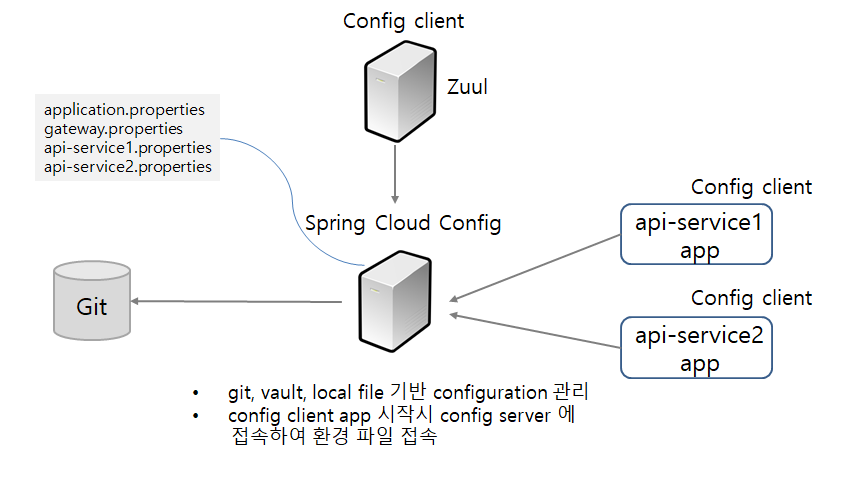 Config client
Zuul
application.properties
gateway.properties
api-service1.properties
api-service2.properties
Config client
Spring Cloud Config
api-service1
app
Git
Config client
api-service2
app
• git, vault, local file 기반 configuration 관리
• config client app 시작시 config server 에
접속하여 환경 파일 접속